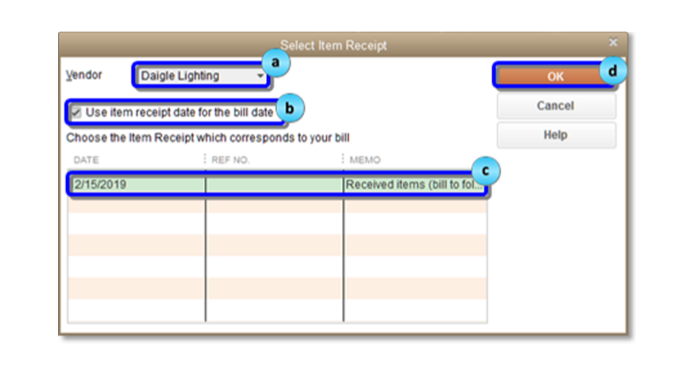 Select Item Receipt
Vendor Daigle Lighting a
OK d
Use item receipt date for the bill date b
Cancel
Choose the Item Receipt which corresponds to your bill
Help
DATE REF NO. MEMO
c
2/15/2019 Received items (bill to fol...